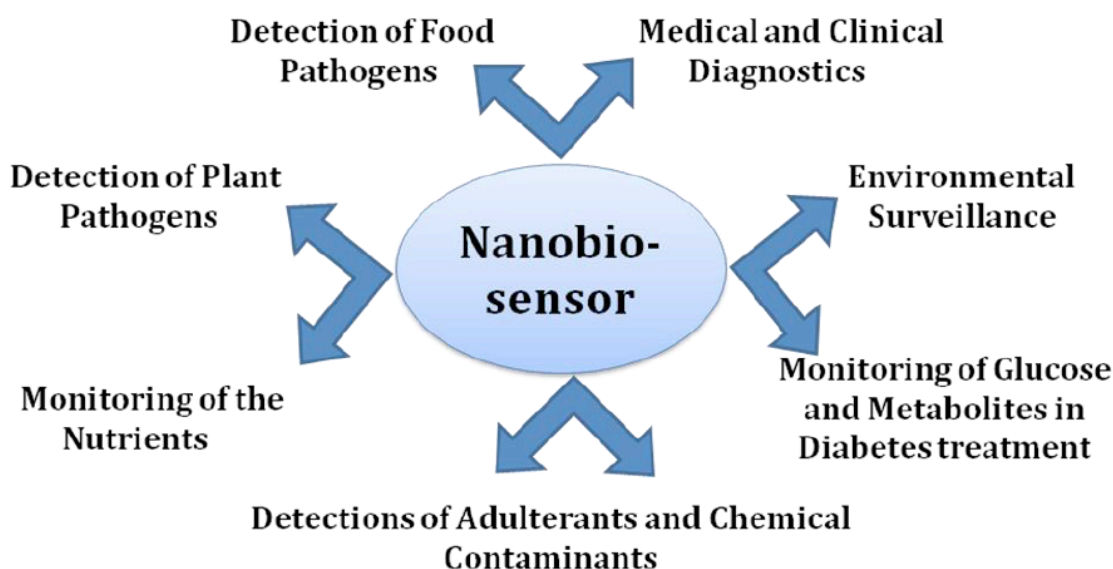 Detection of Food
Pathogens
Medical and Clinical
Diagnostics
Detection of Plant
Pathogens
Environmental
Surveillance
Nanobio-
sensor
Monitoring of the
Nutrients
Monitoring of Glucose
and Metabolites in
Diabetes treatment
Detections of Adulterants and Chemical
Contaminants